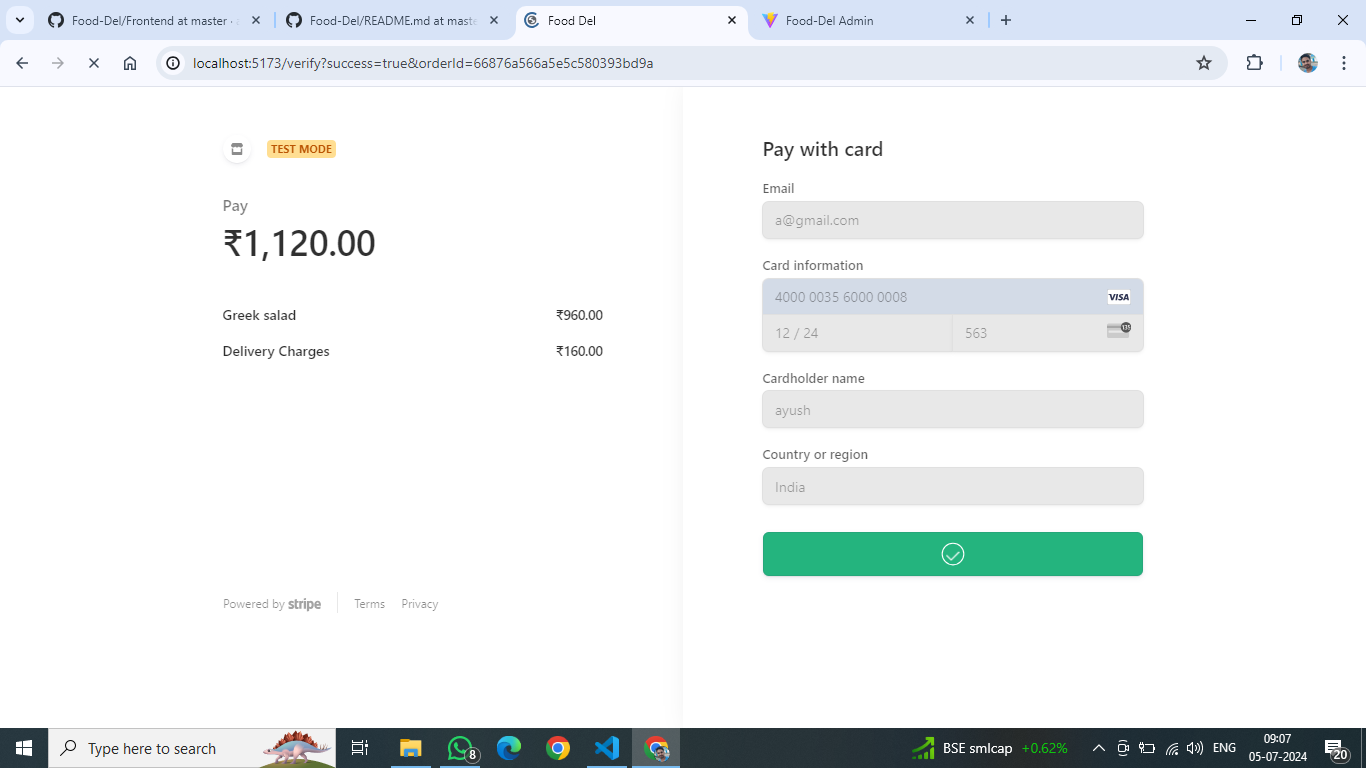 Food-Del/Frontend at master ·
Food-Del/README.md at maste
Food Del
Food-Del Admin
localhost:5173/verify?success=true&orderId=66876a566a5e5c580393bd9a
TEST MODE
Pay
₹1,120.00
Greek salad ₹960.00
Delivery Charges ₹160.00
Powered by stripe Terms Privacy
Pay with card
Email
a@gmail.com
Card information
4000 0035 6000 0008 VISA
12 / 24 563
Cardholder name
ayush
Country or region
India
Type here to search
8
BSE smlcap +0.62%
ENG
09:07
05-07-2024
20